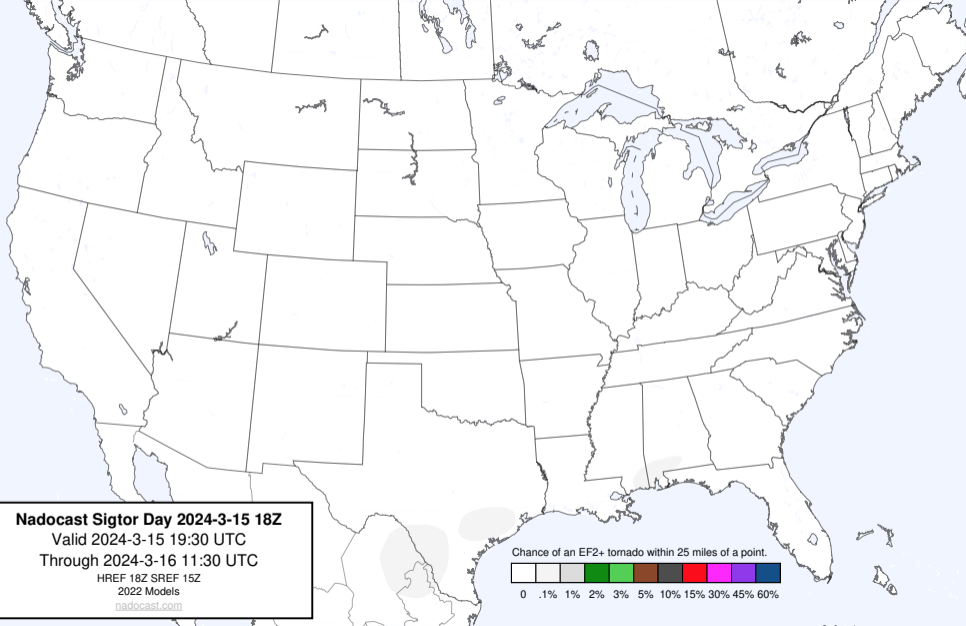 Nadocast Sigtor Day 2024-3-15 18Z
Valid 2024-3-15 19:30 UTC
Through 2024-3-16 11:30 UTC
HREF 18Z SREF 15Z
2022 Models
nadocast.com
Chance of an EF2+ tornado within 25 miles of a point.
0 .1% 1% 2% 3% 5% 10% 15% 30% 45% 60%